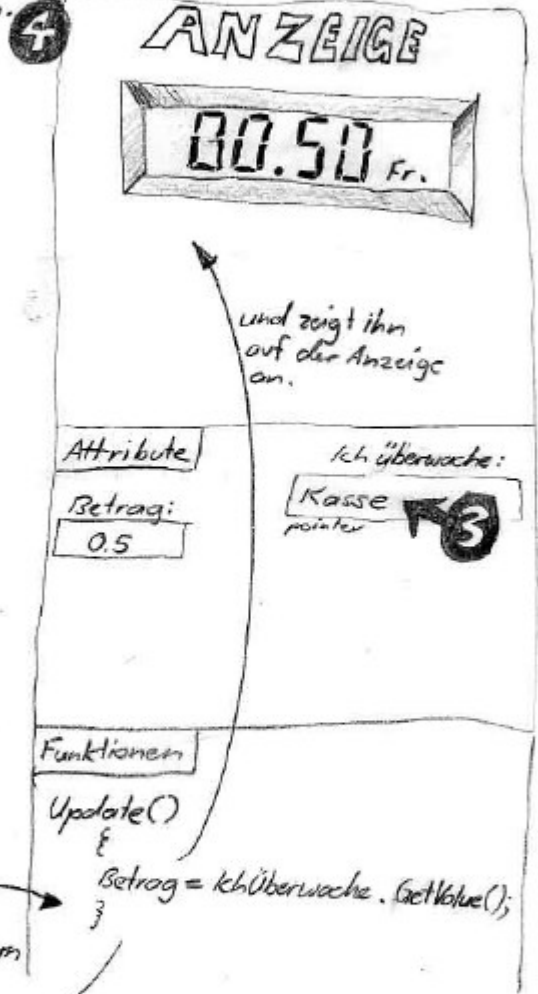 4
ANZEIGE
00.50 Fr.
und zeigt ihn
auf der Anzeige
an.
Attribute
Betrag:
0.5
Ich überwache:
Kasse
pointer
3
Funktionen
Update()
{
Betrag = IchÜberwache.GetValue();
}